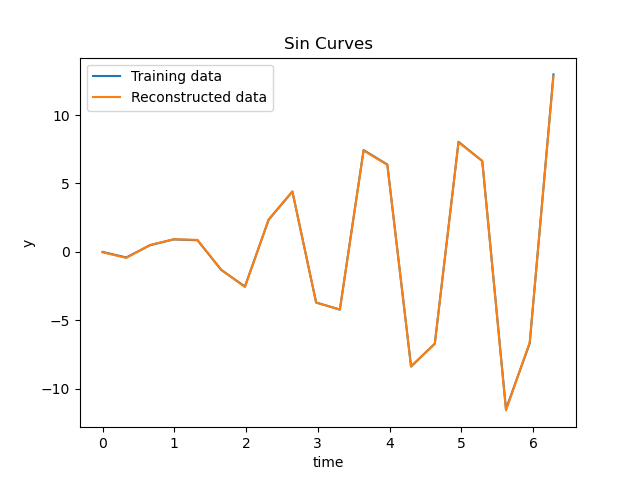 Sin Curves
Training data
Reconstructed data
10
5
0
−5
−10
y
0 1 2 3 4 5 6
time